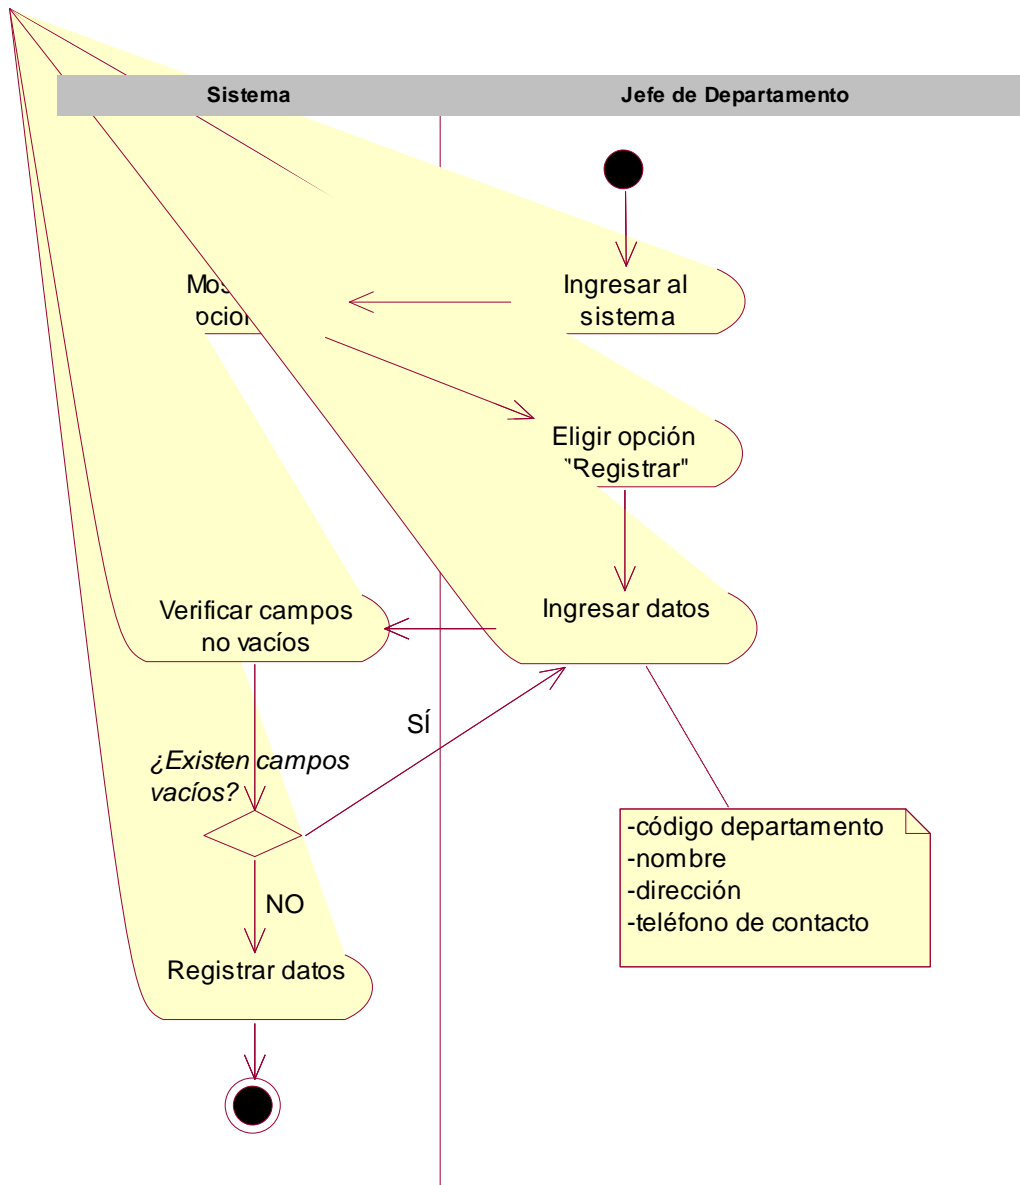 Sistema
Jefe de Departamento
Ingresar al
sistema
Eligir opción
"Registrar"
Verificar campos
no vacíos
Ingresar datos
SÍ
¿Existen campos
vacíos?
-código departamento
-nombre
-dirección
-teléfono de contacto
NO
Registrar datos